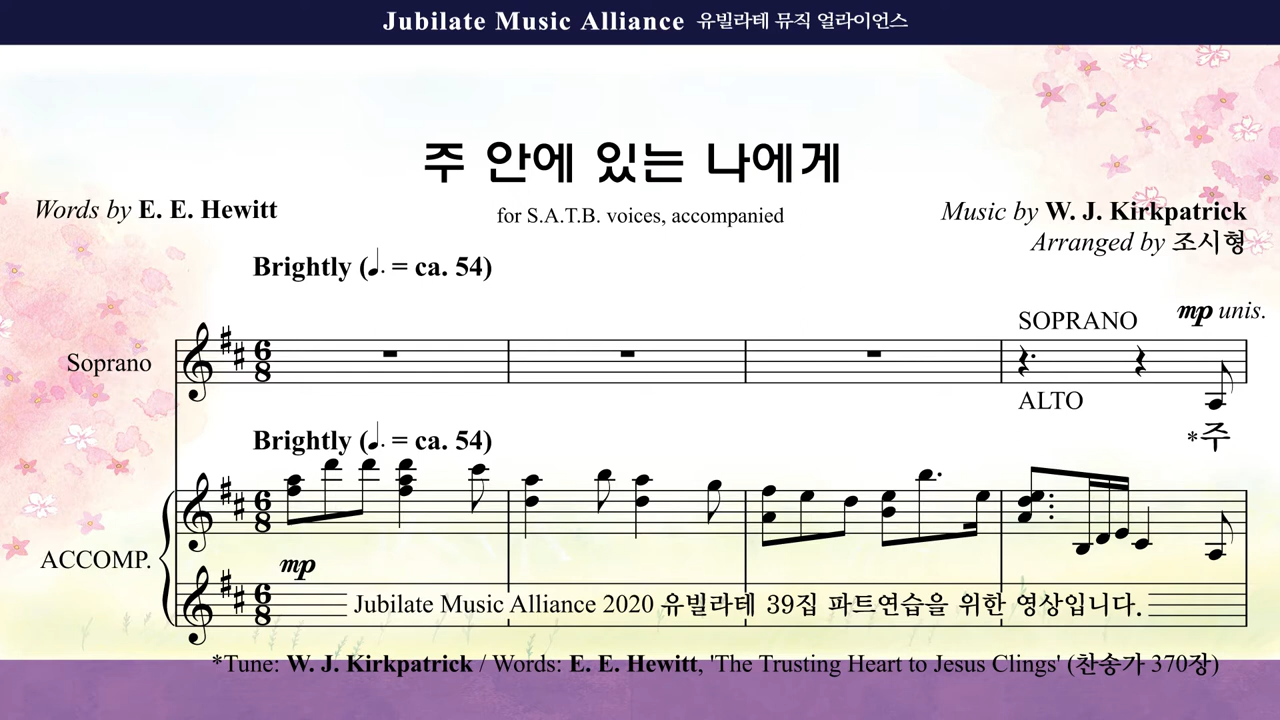 Jubilate Music Alliance 유빌라테 뮤직 얼라이언스
주 안에 있는 나에게
Words by E. E. Hewitt
for S.A.T.B. voices, accompanied
Music by W. J. Kirkpatrick
Arranged by 조시형
Brightly (♩. = ca. 54)
mp unis.
SOPRANO
Soprano
ALTO
*주
Brightly (♩. = ca. 54)
ACCOMP.
mp
Jubilate Music Alliance 2020 유빌라테 39집 파트연습을 위한 영상입니다.
*Tune: W. J. Kirkpatrick / Words: E. E. Hewitt, 'The Trusting Heart to Jesus Clings' (찬송가 370장)